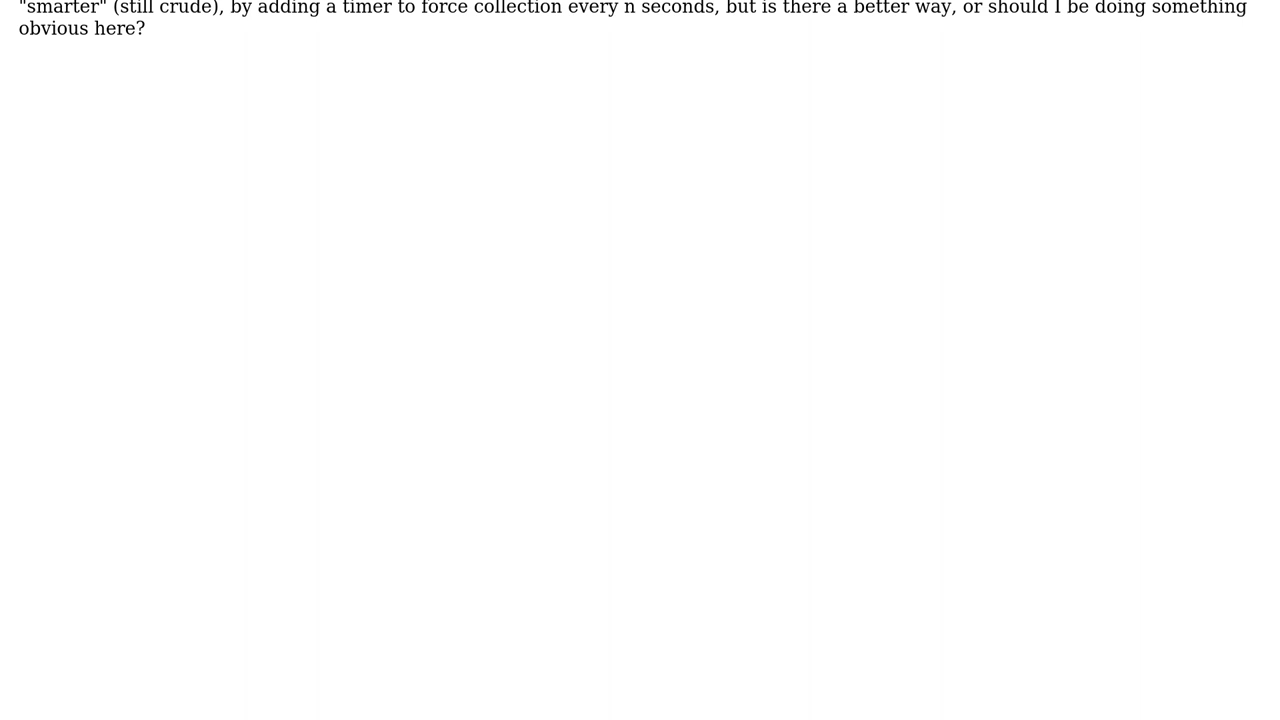 "smarter" (still crude), by adding a timer to force collection every n seconds, but is there a better way, or should I be doing something
obvious here?